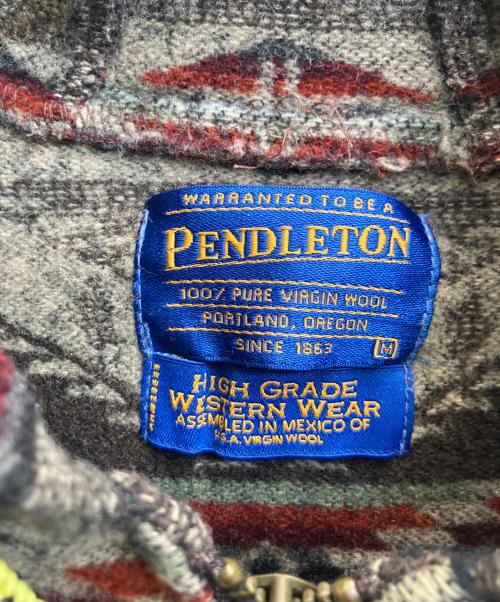 WARRANTED TO BE A
PENDLETON
100% PURE VIRGIN WOOL
PORTLAND, OREGON
SINCE 1863
M
HIGH GRADE
WESTERN WEAR
ASSEMBLED IN MEXICO OF
U.S.A. VIRGIN WOOL